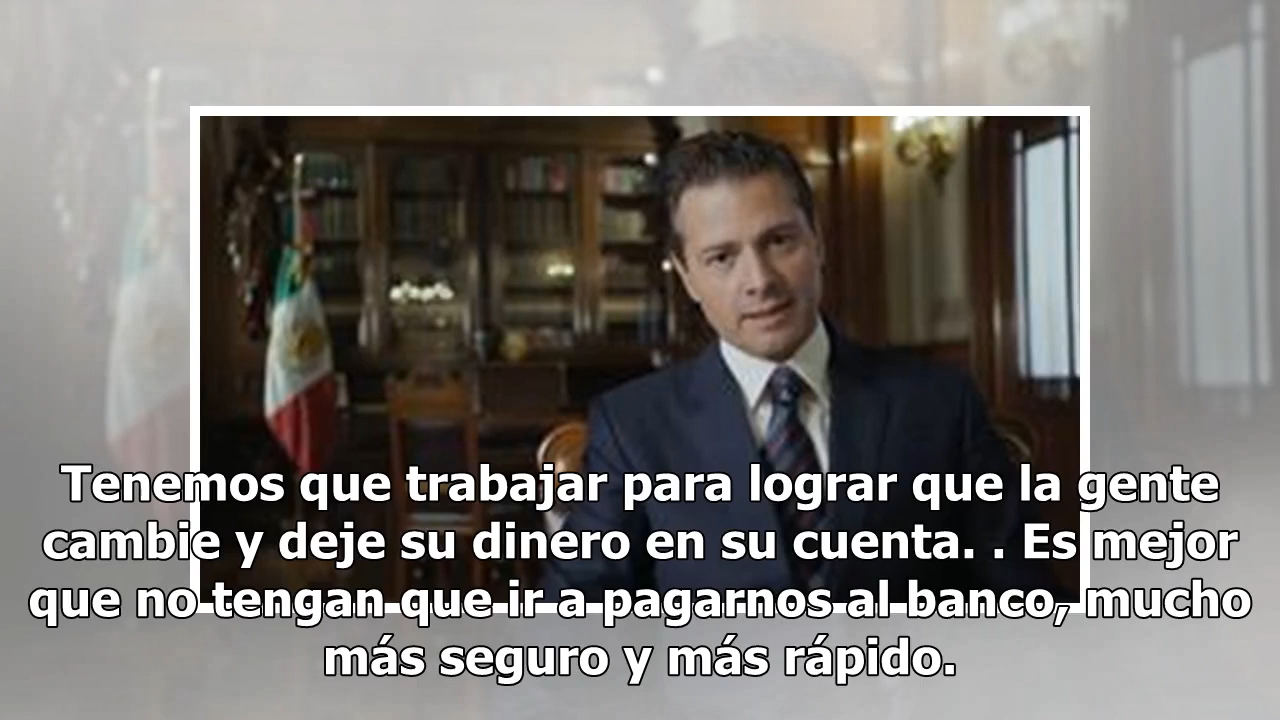 Tenemos que trabajar para lograr que la gente
cambie y deje su dinero en su cuenta. . Es mejor
que no tengan que ir a pagarnos al banco, mucho
más seguro y más rápido.